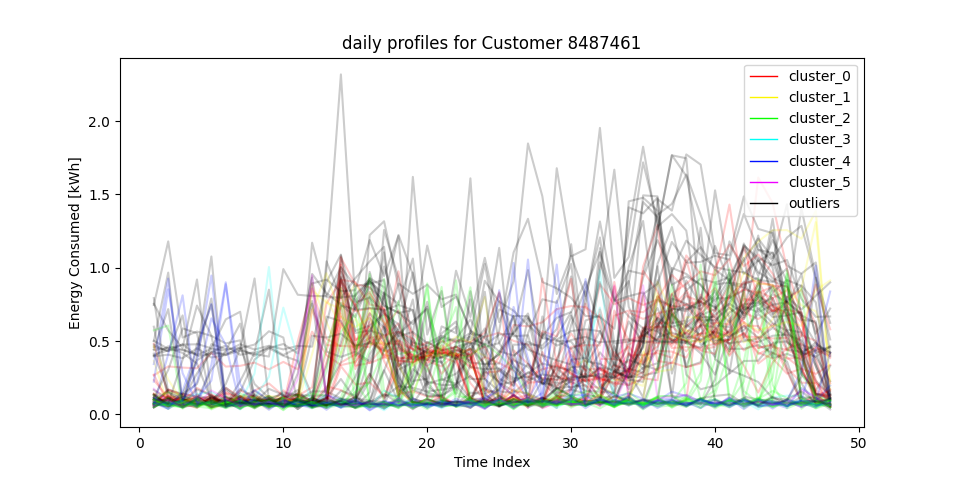 daily profiles for Customer 8487461
Energy Consumed [kWh]
2.0
1.5
1.0
0.5
0.0
0
10
20
30
40
50
Time Index
cluster_0
cluster_1
cluster_2
cluster_3
cluster_4
cluster_5
outliers